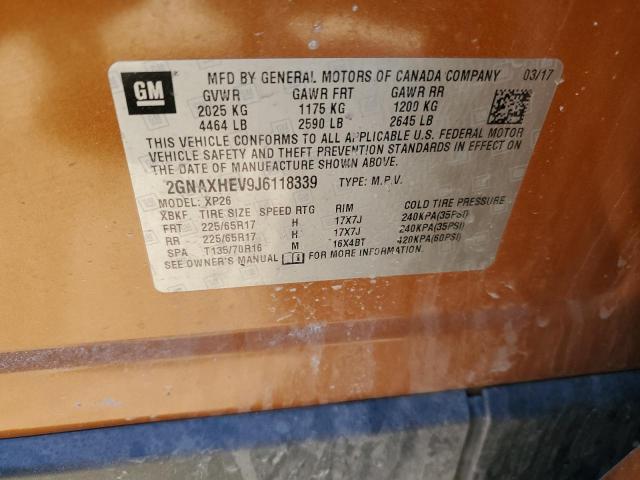 GM
MFD BY GENERAL MOTORS OF CANADA COMPANY 03/17
GVWR GAWR FRT GAWR RR
2025 KG 1175 KG 1200 KG
4464 LB 2590 LB 2645 LB
THIS VEHICLE CONFORMS TO ALL APPLICABLE U.S. FEDERAL MOTOR
VEHICLE SAFETY AND THEFT PREVENTION STANDARDS IN EFFECT ON
THE DATE OF MANUFACTURE SHOWN ABOVE.
2GNAXHEV9J6118339 TYPE: M.P.V.
MODEL: XP26
XBKF TIRE SIZE SPEED RTG RIM COLD TIRE PRESSURE
FRT 225/65R17 H 17X7J 240KPA(35PSI)
RR 225/65R17 H 17X7J 240KPA(35PSI)
SPA T135/70R16 M 16X4BT 420KPA(60PSI)
SEE OWNER'S MANUAL FOR MORE INFORMATION.